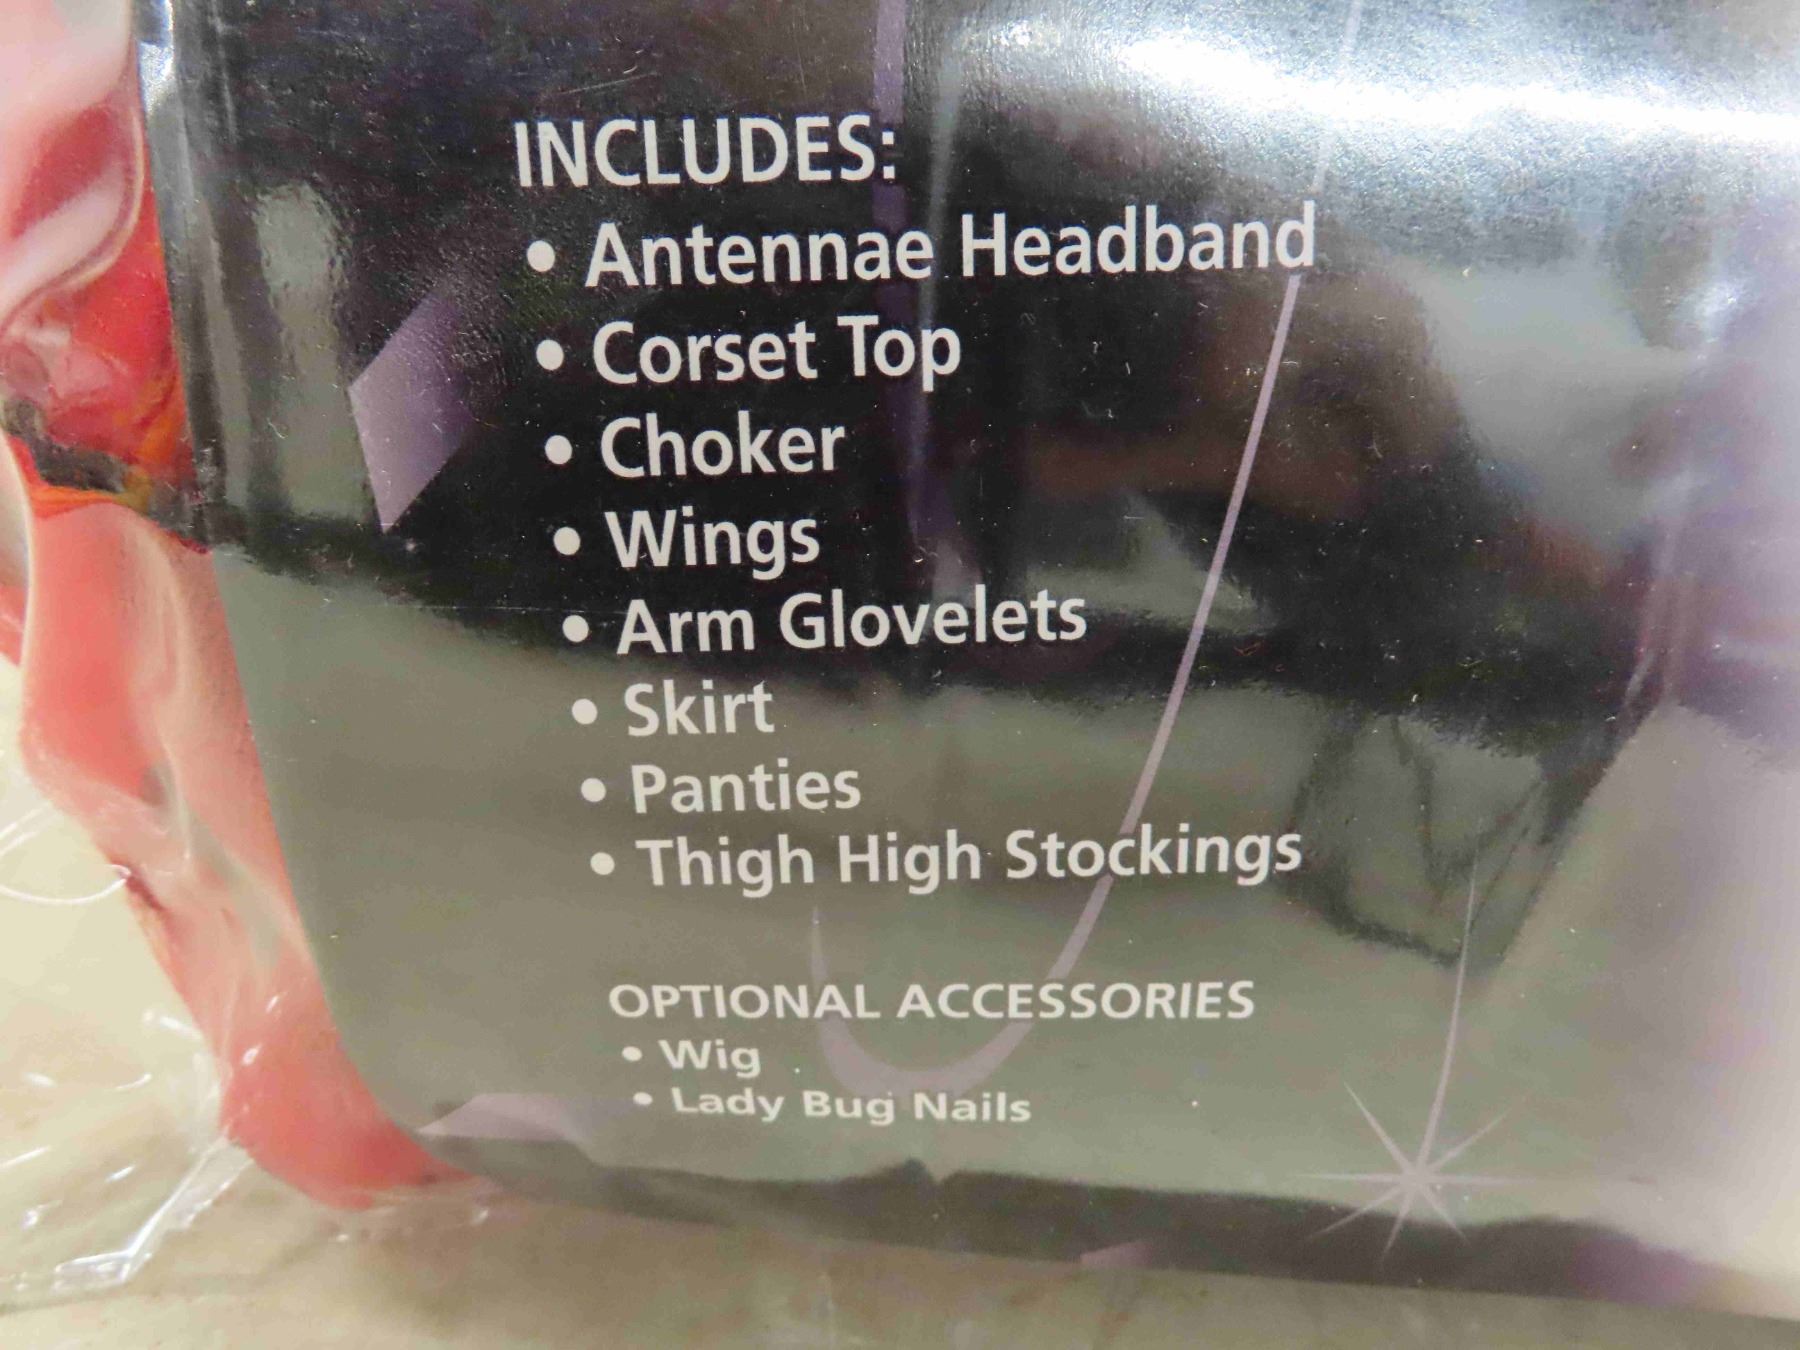 INCLUDES:
• Antennae Headband
• Corset Top
• Choker
• Wings
• Arm Glovelets
• Skirt
• Panties
• Thigh High Stockings
OPTIONAL ACCESSORIES
• Wig
• Lady Bug Nails